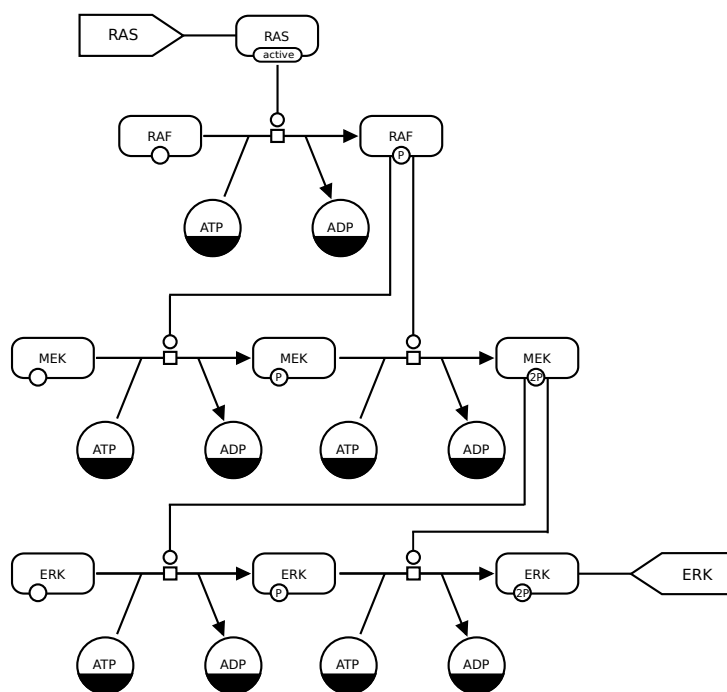 RAS
RAS
active
RAF
RAF
P
ATP
ADP
MEK
MEK
P
MEK
2P
ATP
ADP
ATP
ADP
ERK
ERK
P
ERK
2P
ERK
ATP
ADP
ATP
ADP